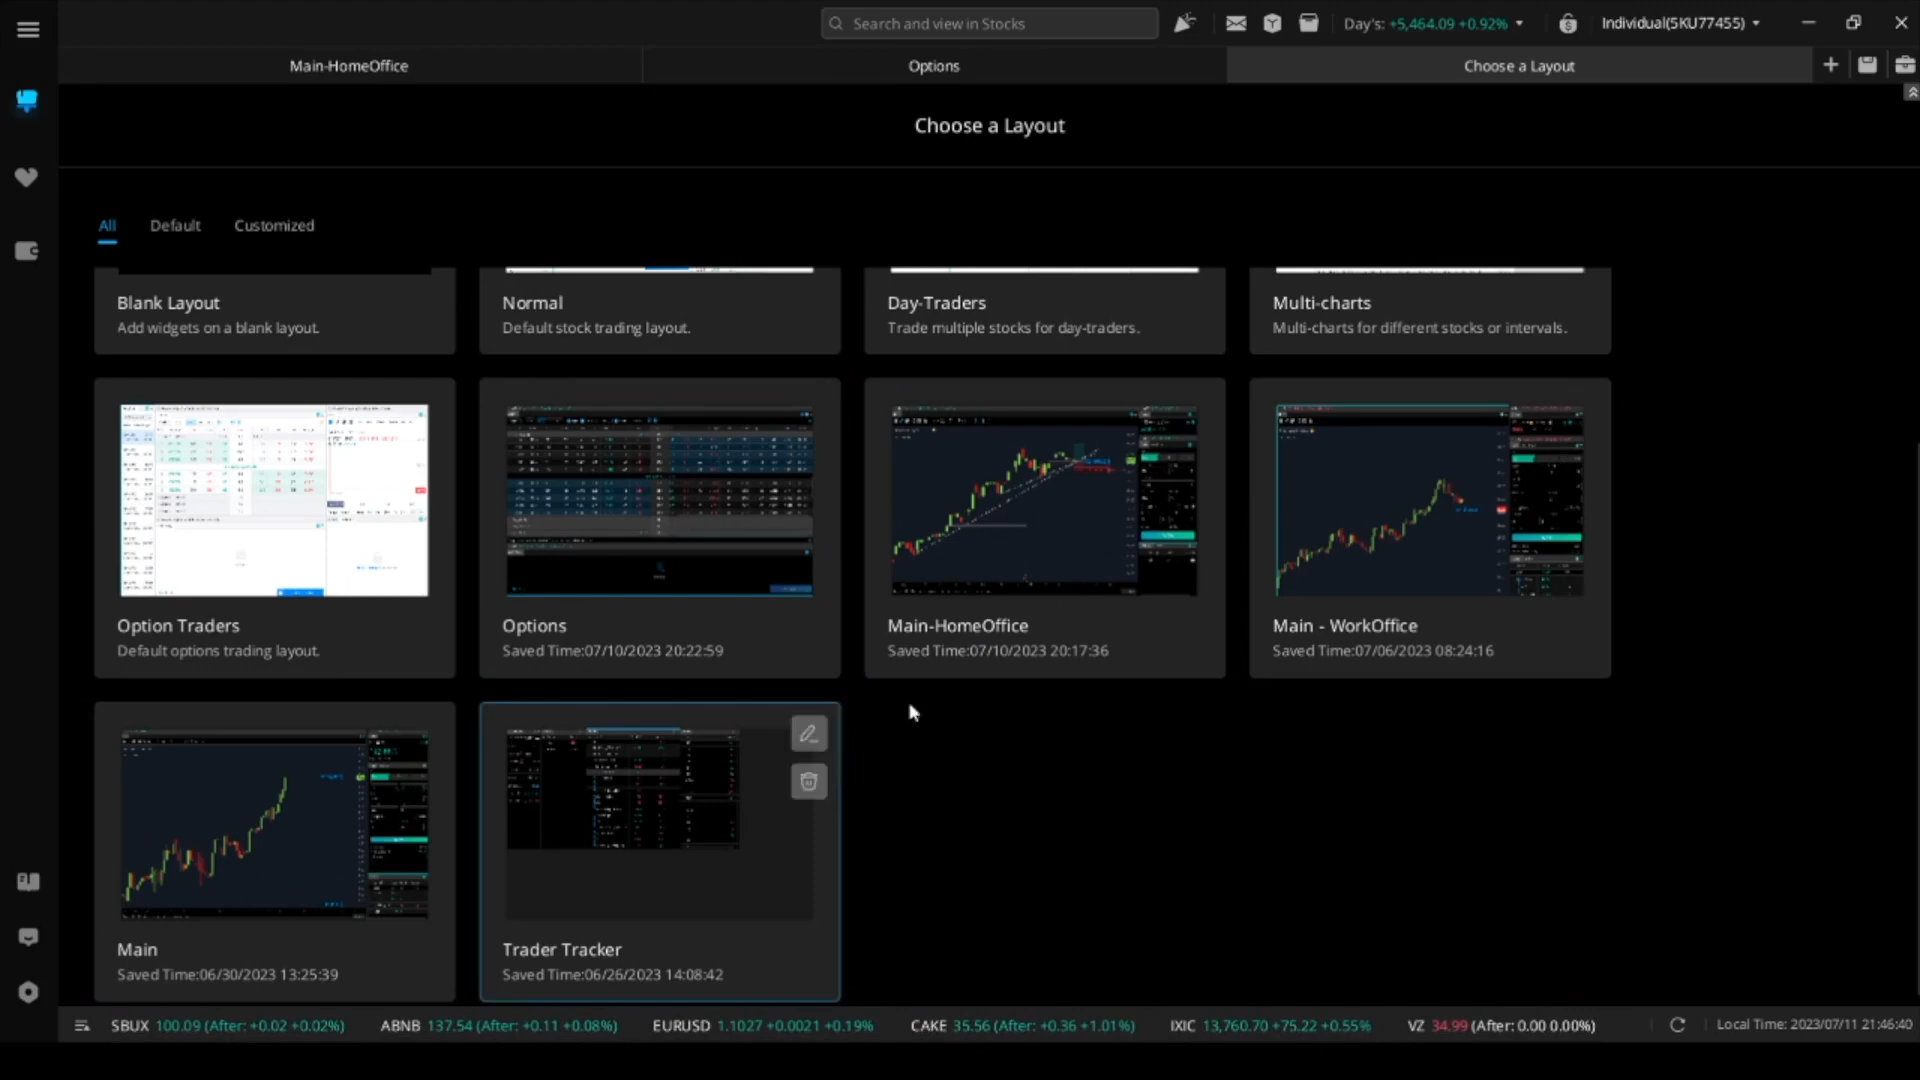 Search and view in Stocks
Day's: +5,464.09 +0.92%
Individual(5KU77455)
Main-HomeOffice
Options
Choose a Layout
Choose a Layout
All
Default
Customized
Blank Layout
Add widgets on a blank layout.
Normal
Default stock trading layout.
Day-Traders
Trade multiple stocks for day-traders.
Multi-charts
Multi-charts for different stocks or intervals.
Option Traders
Default options trading layout.
Options
Saved Time:07/10/2023 20:22:59
Main-HomeOffice
Saved Time:07/10/2023 20:17:36
Main - WorkOffice
Saved Time:07/06/2023 08:24:16
Main
Saved Time:06/30/2023 13:25:39
Trader Tracker
Saved Time:06/26/2023 14:08:42
SBUX 100.09 (After: +0.02 +0.02%)
ABNB 137.54 (After: +0.11 +0.08%)
EURUSD 1.1027 +0.0021 +0.19%
CAKE 35.56 (After: +0.36 +1.01%)
IXIC 13,760.70 +75.22 +0.55%
VZ 34.99 (After: 0.00 0.00%)
Local Time: 2023/07/11 21:46:40